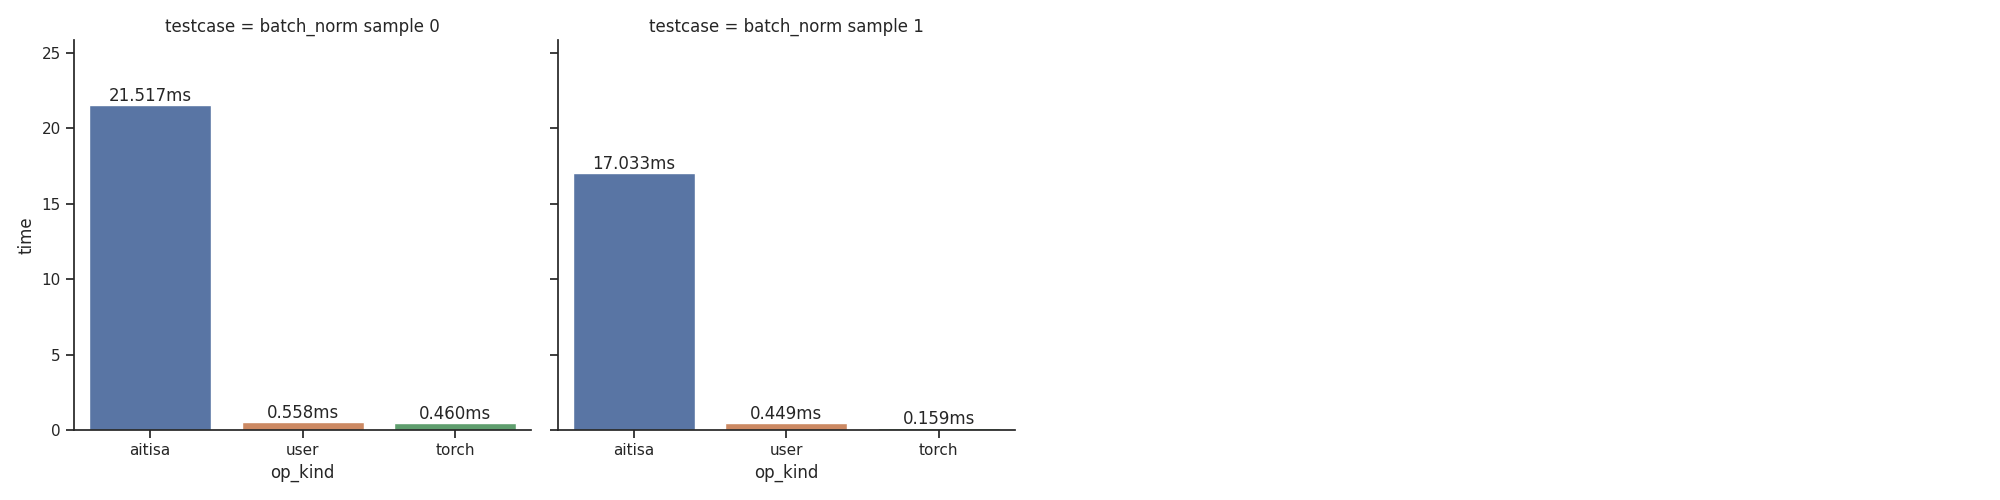 testcase = batch_norm sample 0
25
20
15
10
5
0
time
21.517ms
0.558ms
0.460ms
aitisa
user
torch
op_kind
testcase = batch_norm sample 1
17.033ms
0.449ms
0.159ms
aitisa
user
torch
op_kind